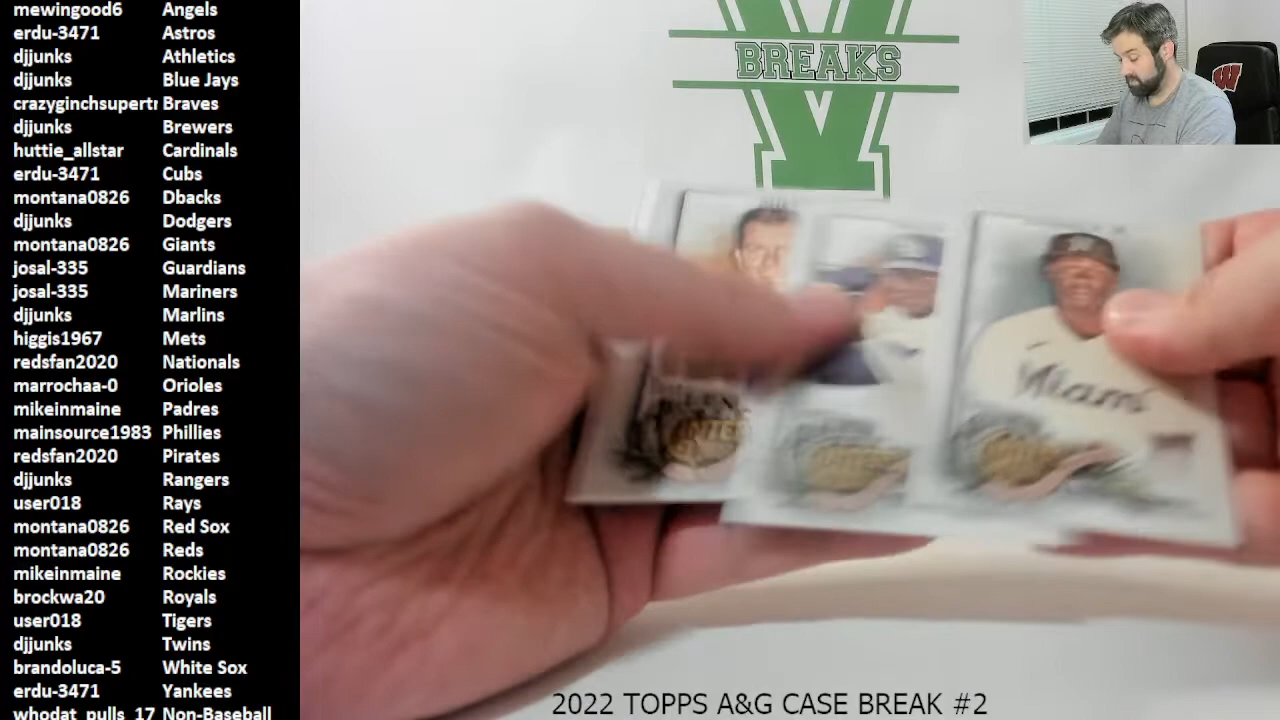 mewingood6 Angels
erdu-3471 Astros
djjunks Athletics
djjunks Blue Jays
crazyginchsupertr Braves
djjunks Brewers
huttie_allstar Cardinals
erdu-3471 Cubs
montana0826 Dbacks
djjunks Dodgers
montana0826 Giants
josal-335 Guardians
josal-335 Mariners
djjunks Marlins
higgis1967 Mets
redsfan2020 Nationals
marrochaa-0 Orioles
mikeinmaine Padres
mainsource1983 Phillies
redsfan2020 Pirates
djjunks Rangers
user018 Rays
montana0826 Red Sox
montana0826 Reds
mikeinmaine Rockies
brockwa20 Royals
user018 Tigers
djjunks Twins
brandoluca-5 White Sox
erdu-3471 Yankees
whodat_pulls_17 Non-Baseball
V
BREAKS
W
Miami
2022 TOPPS A&G CASE BREAK #2